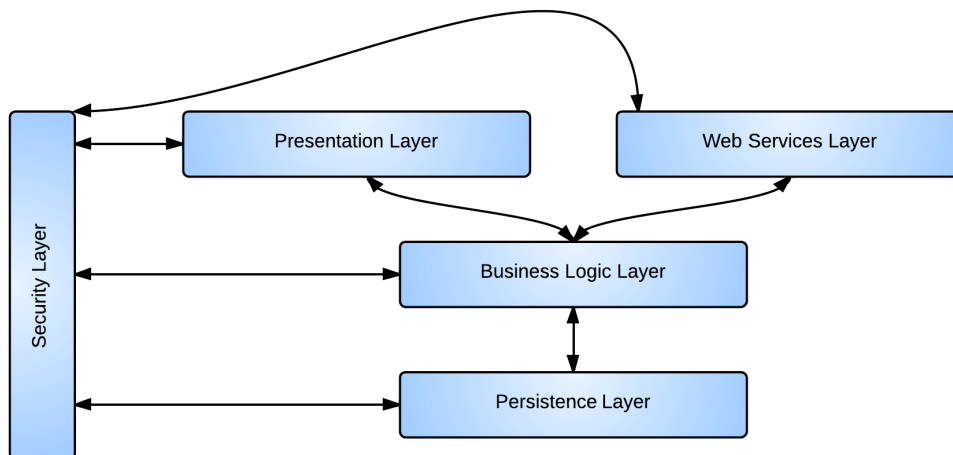 Presentation Layer
Web Services Layer
Security Layer
Business Logic Layer
Persistence Layer